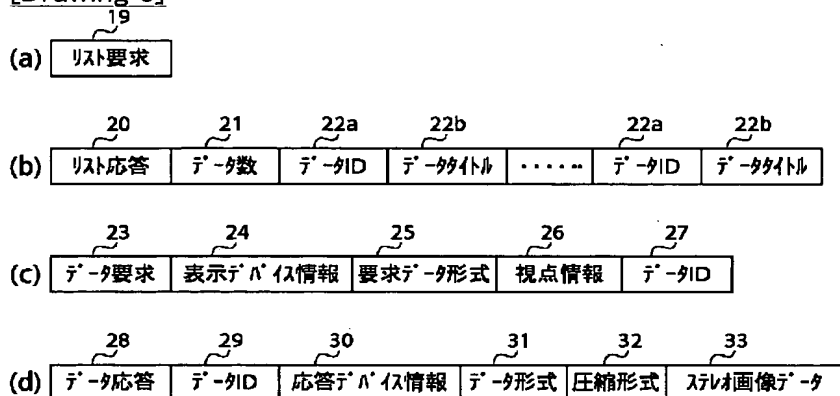 19
(a) リスト要求
20 21 22a 22b 22a 22b
(b) リスト応答 データ数 データID データタイトル ・・・・・・ データID データタイトル
23 24 25 26 27
(c) データ要求 表示デバイス情報 要求データ形式 視点情報 データID
28 29 30 31 32 33
(d) データ応答 データID 応答デバイス情報 データ形式 圧縮形式 ステレオ画像データ